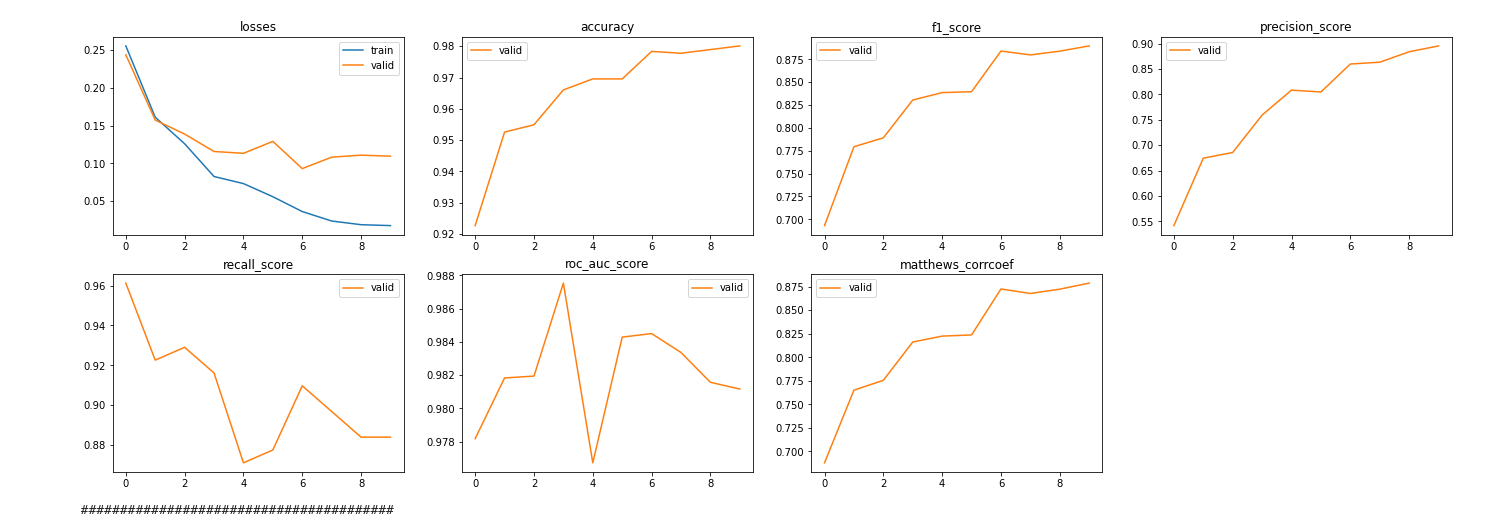 losses accuracy f1_score precision_score
train
valid
valid
valid
valid
0.25
0.20
0.15
0.10
0.05
0 2 4 6 8
0.98
0.97
0.96
0.95
0.94
0.93
0.92
0 2 4 6 8
0.875
0.850
0.825
0.800
0.775
0.750
0.725
0.700
0 2 4 6 8
0.90
0.85
0.80
0.75
0.70
0.65
0.60
0.55
0 2 4 6 8
recall_score roc_auc_score matthews_corrcoef
valid
valid
valid
0.96
0.94
0.92
0.90
0.88
0 2 4 6 8
0.988
0.986
0.984
0.982
0.980
0.978
0 2 4 6 8
0.875
0.850
0.825
0.800
0.775
0.750
0.725
0.700
0 2 4 6 8
########################################